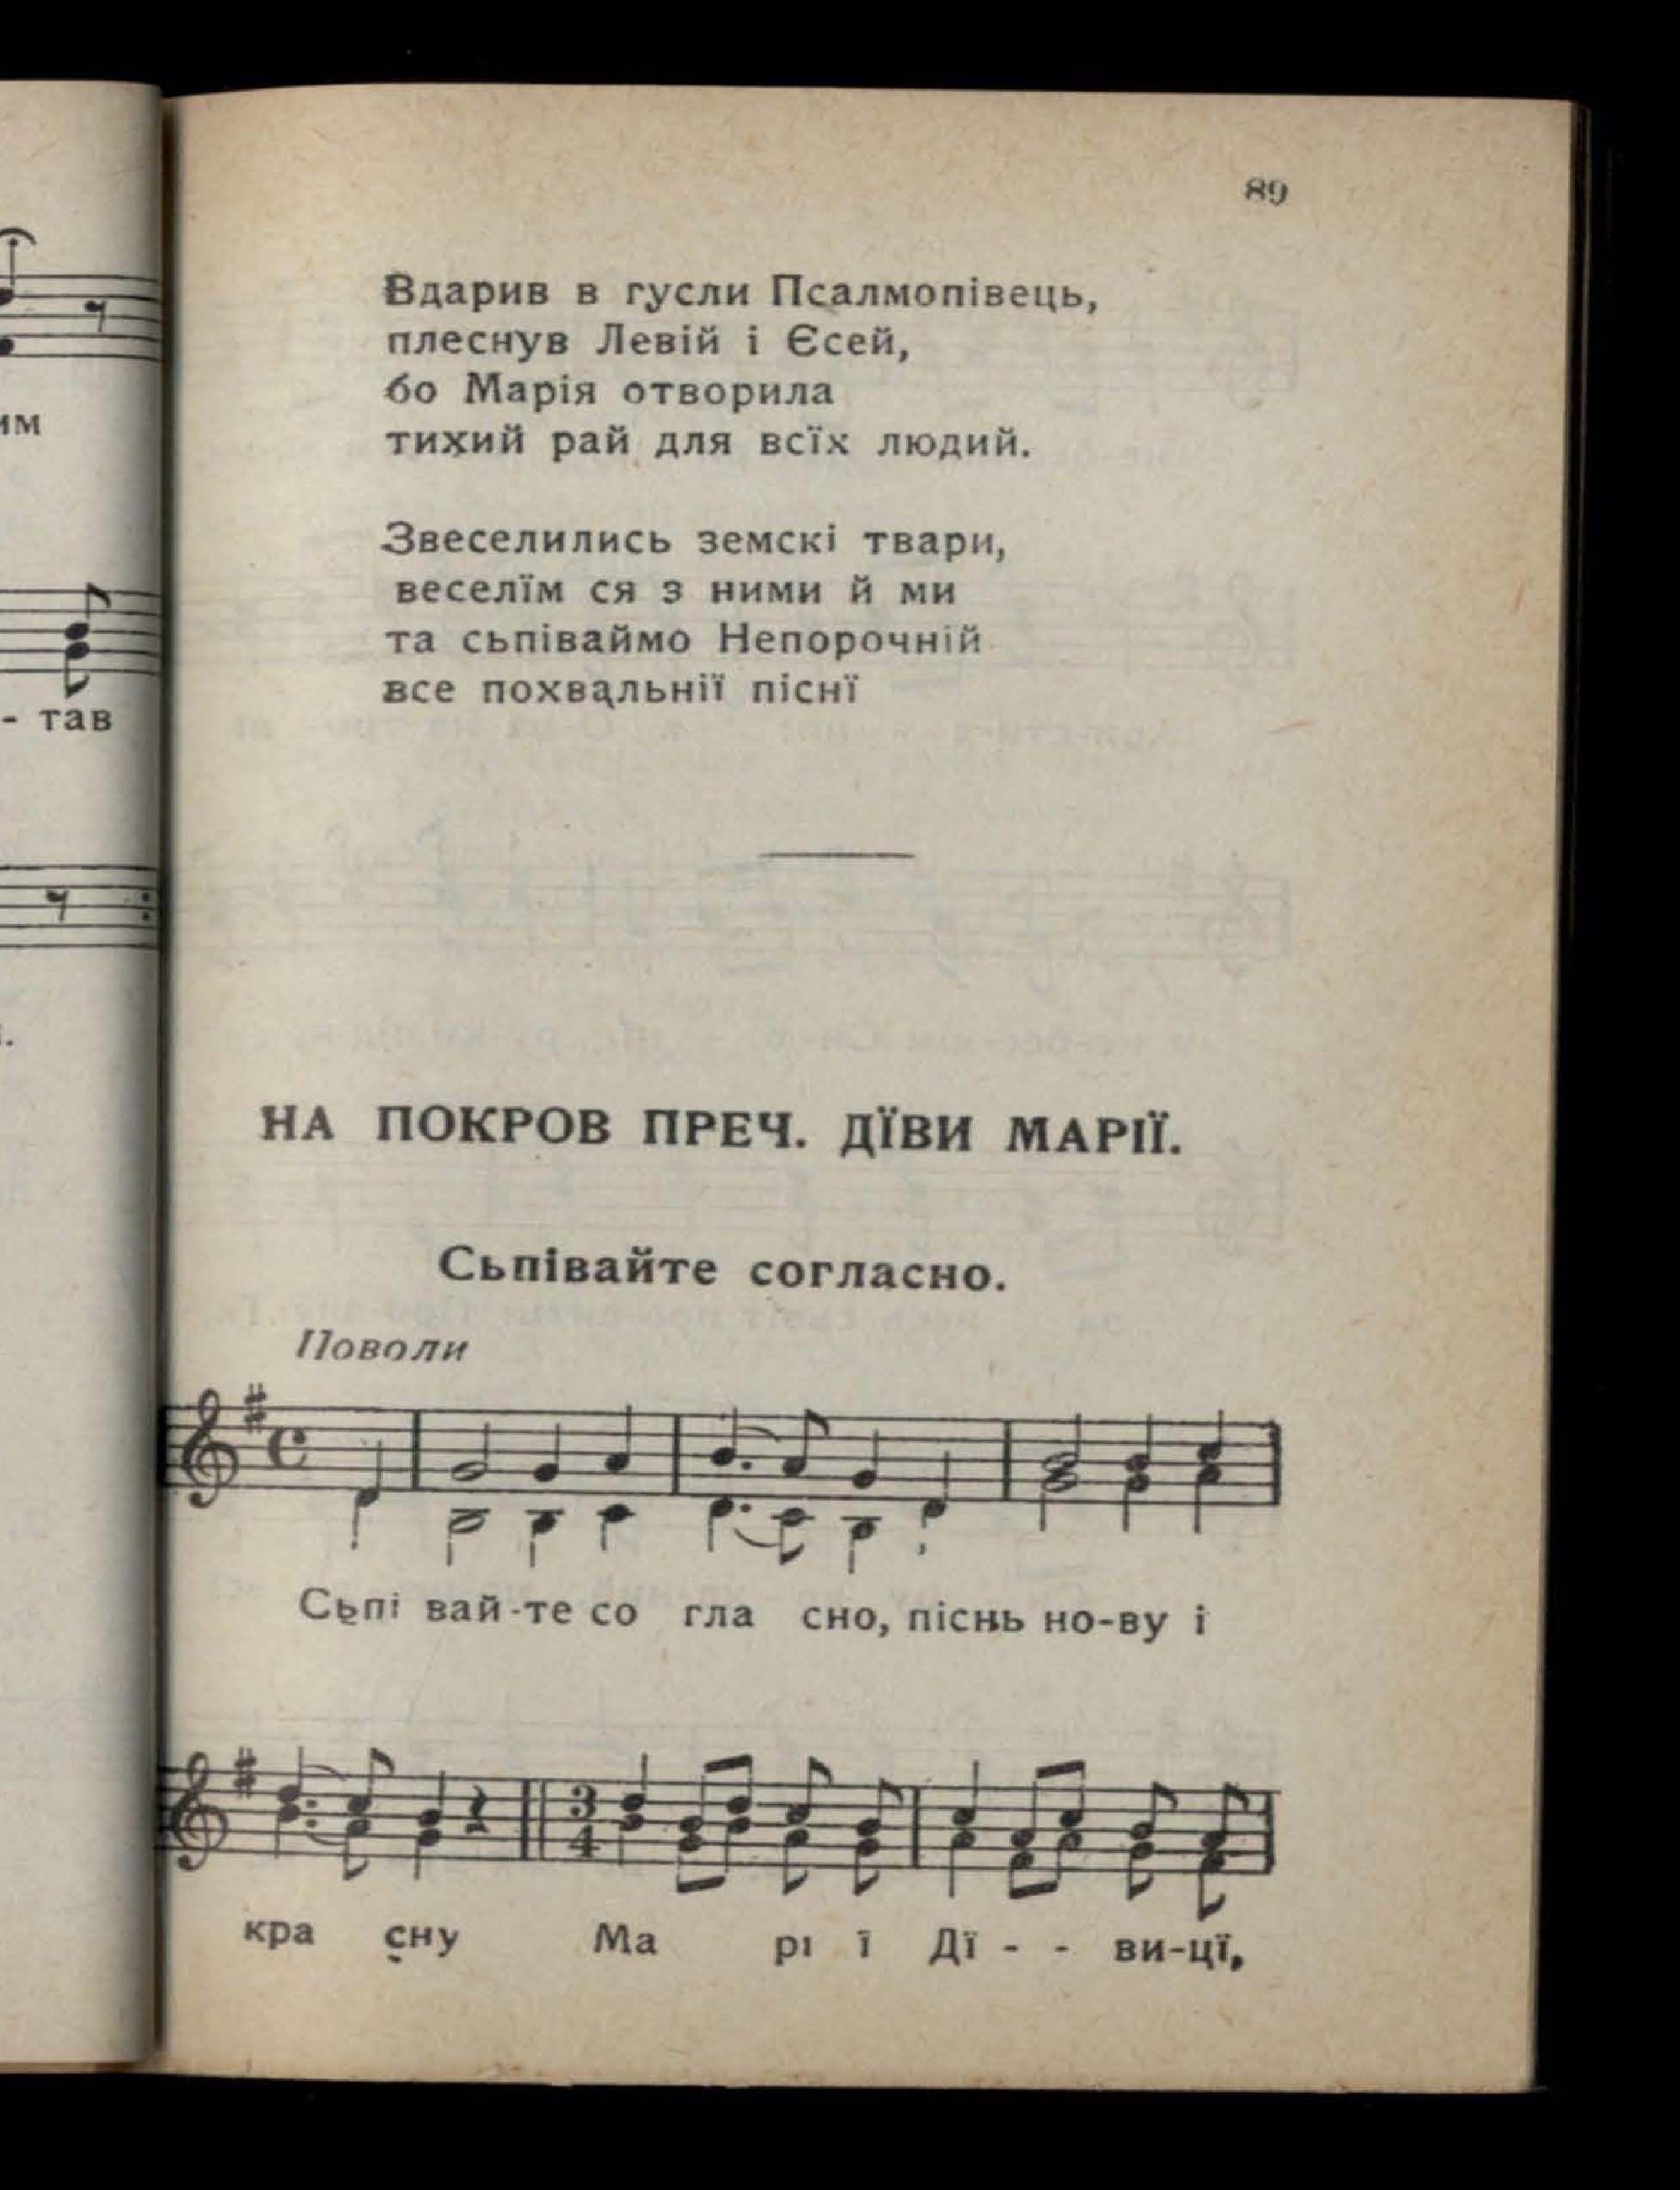 89
Вдарив в гусли Псалмопівець,
плеснув Левій і Єсей,
бо Марія отворила
тихий рай для всїх людий.
Звеселились земскі твари,
веселїм ся з ними й ми
та сьпіваймо Непорочній
все похвальнії піснї
НА ПОКРОВ ПРЕЧ. ДЇВИ МАРІЇ.
Сьпівайте согласно.
Поволи
Сьпі вай-те со гла сно, піснь но-ву і
кра сну Ма рі ї Дї - - ви-цї,
им
- тав